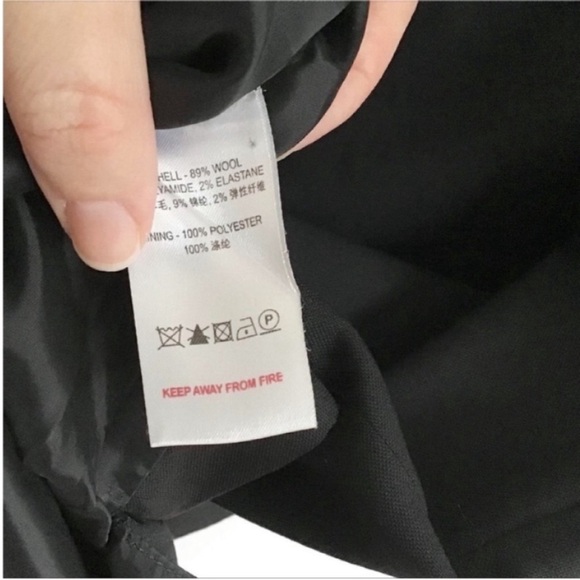 HELL - 89% WOOL
YAMIDE, 2% ELASTANE
毛, 9% 锦纶, 2% 弹性纤维
NING - 100% POLYESTER
100% 涤纶
P
KEEP AWAY FROM FIRE